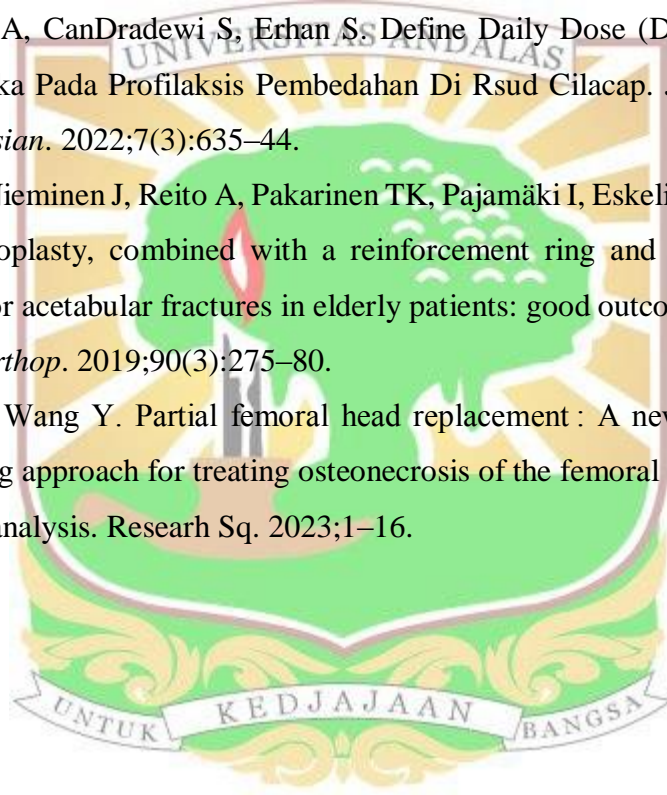 A, CanDradewi S, Erhan S. Define Daily Dose (D
UNIVERSITAS ANDALAS
ka Pada Profilaksis Pembedahan Di Rsud Cilacap.
sian. 2022;7(3):635–44.
Nieminen J, Reito A, Pakarinen TK, Pajamäki I, Eskeli
oplasty, combined with a reinforcement ring and
or acetabular fractures in elderly patients: good outco
rthop. 2019;90(3):275–80.
Wang Y. Partial femoral head replacement : A new
g approach for treating osteonecrosis of the femoral
analysis. Researh Sq. 2023;1–16.
UNTUK KEDJAJAAN BANGSA